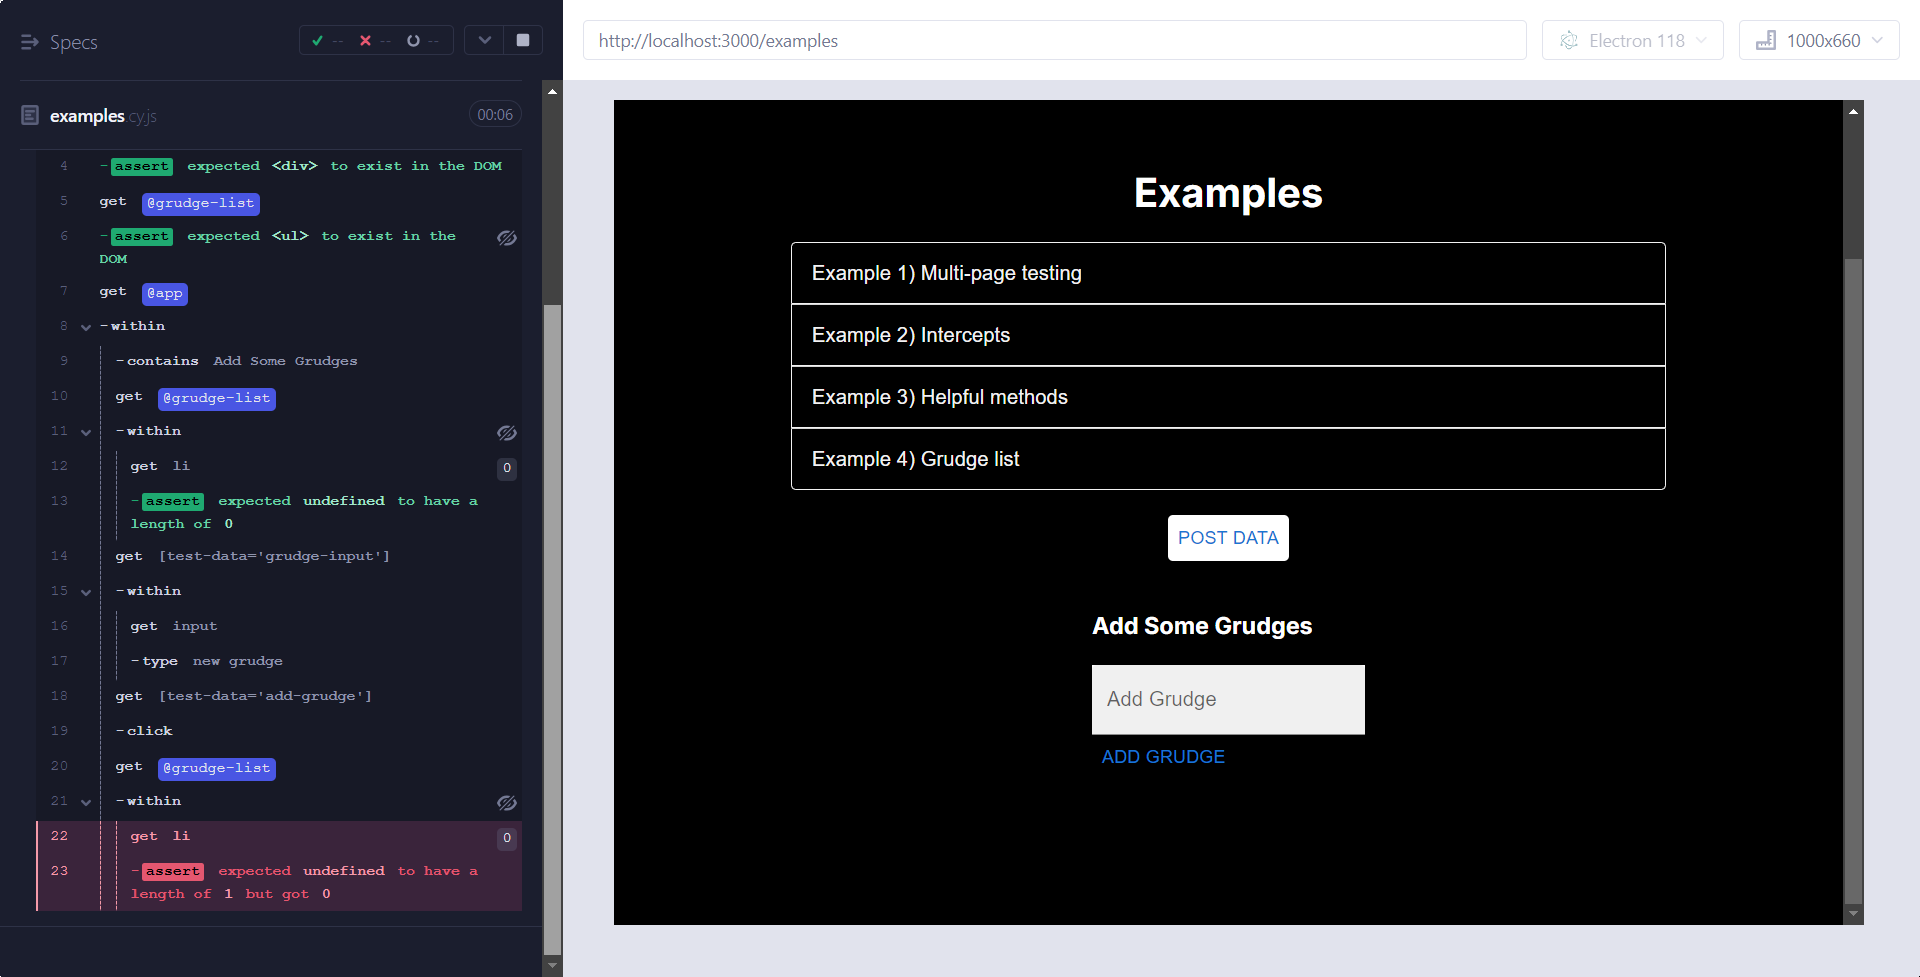 Specs
--
--
--
http://localhost:3000/examples
Electron 118
1000x660
examples.cy.js
00:06
4 -assert expected <div> to exist in the DOM
5 get @grudge-list
6 -assert expected <ul> to exist in the
DOM
7 get @app
8 -within
9 -contains Add Some Grudges
10 get @grudge-list
11 -within
12 get li 0
13 -assert expected undefined to have a
length of 0
14 get [test-data='grudge-input']
15 -within
16 get input
17 -type new grudge
18 get [test-data='add-grudge']
19 -click
20 get @grudge-list
21 -within
22 get li 0
23 -assert expected undefined to have a
length of 1 but got 0
Examples
Example 1) Multi-page testing
Example 2) Intercepts
Example 3) Helpful methods
Example 4) Grudge list
POST DATA
Add Some Grudges
Add Grudge
ADD GRUDGE